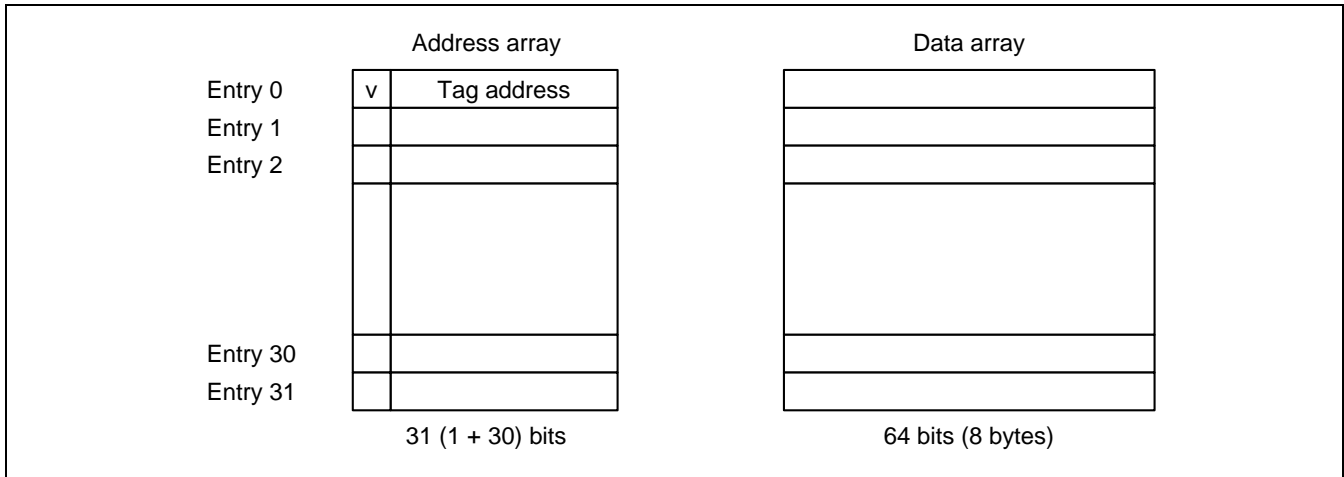 Address array
Data array
Entry 0
v
Tag address
Entry 1
Entry 2
Entry 30
Entry 31
31 (1 + 30) bits
64 bits (8 bytes)